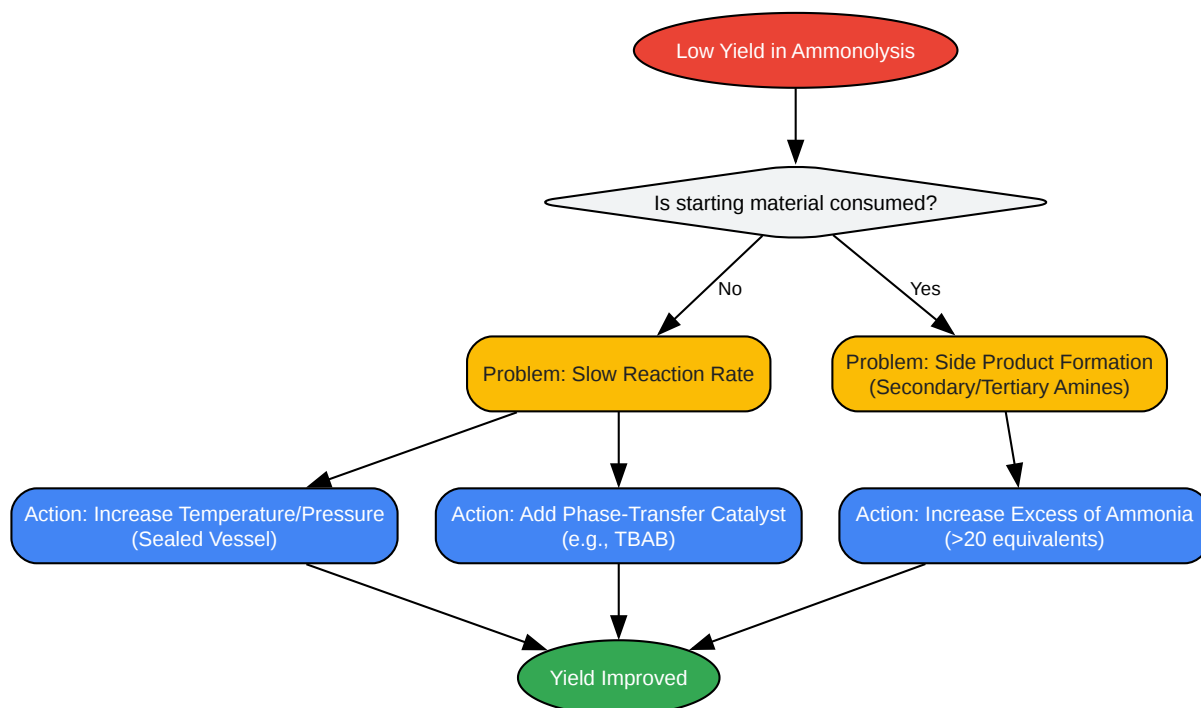 Low Yield in Ammonolysis
Is starting material consumed?
No
Yes
Problem: Slow Reaction Rate
Problem: Side Product Formation
(Secondary/Tertiary Amines)
Action: Increase Temperature/Pressure
(Sealed Vessel)
Action: Add Phase-Transfer Catalyst
(e.g., TBAB)
Action: Increase Excess of Ammonia
(>20 equivalents)
Yield Improved